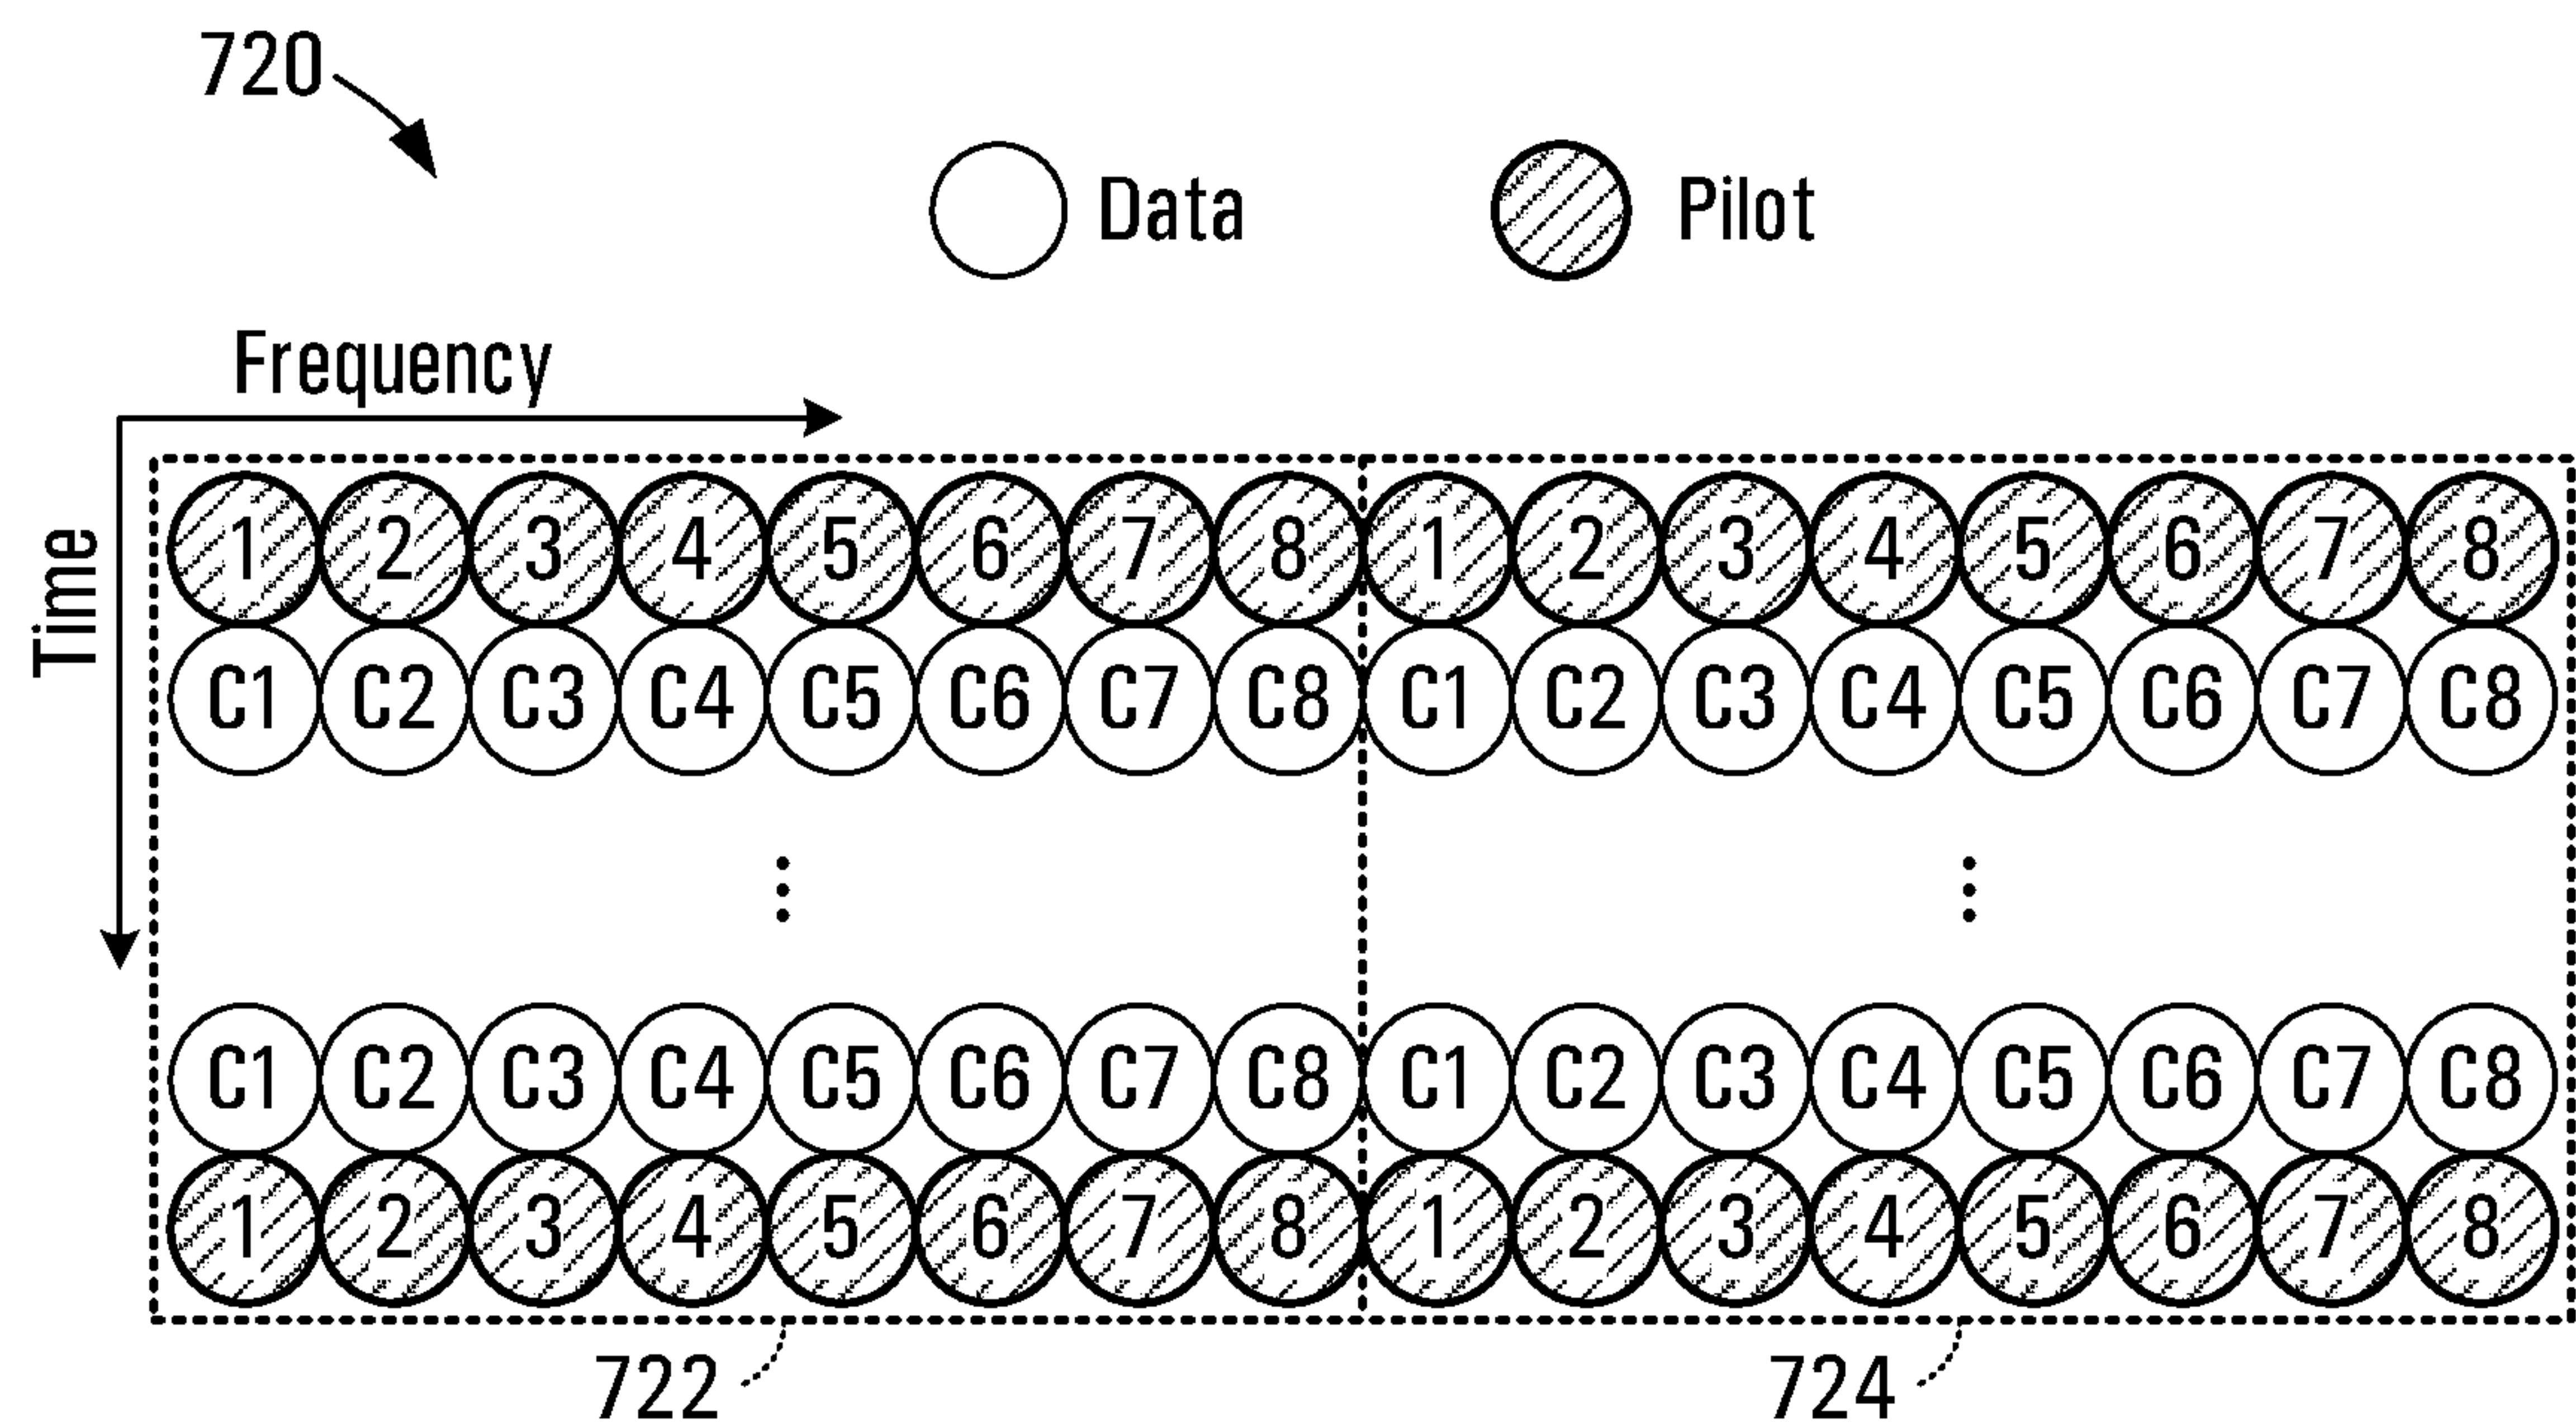 720
Data Pilot
Frequency
Time
1 2 3 4 5 6 7 8 1 2 3 4 5 6 7 8
C1 C2 C3 C4 C5 C6 C7 C8 C1 C2 C3 C4 C5 C6 C7 C8
C1 C2 C3 C4 C5 C6 C7 C8 C1 C2 C3 C4 C5 C6 C7 C8
1 2 3 4 5 6 7 8 1 2 3 4 5 6 7 8
722 724